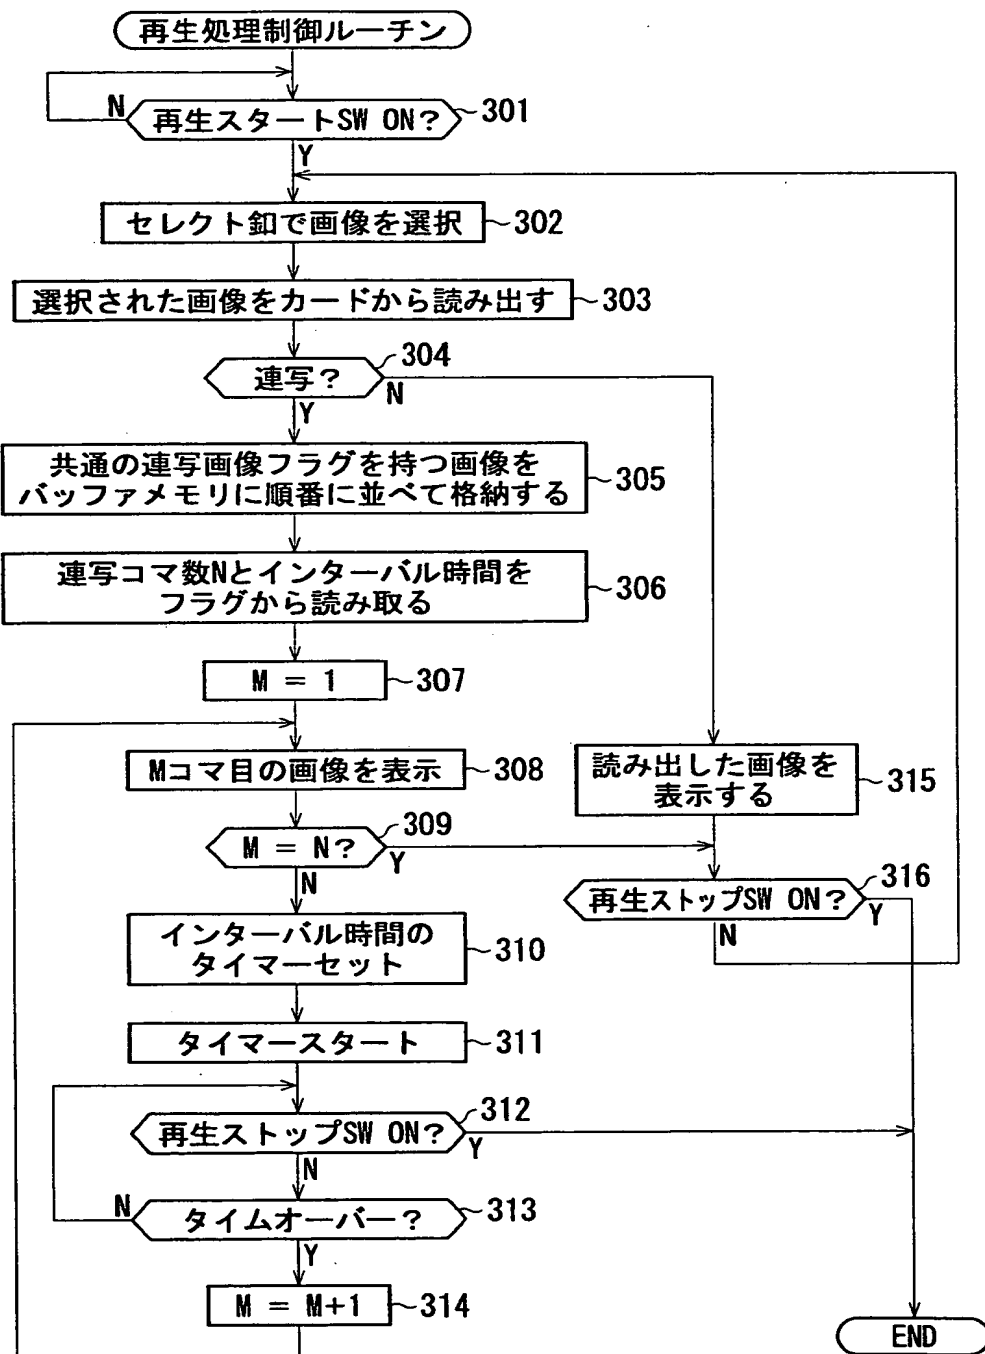 再生処理制御ルーチン
N
再生スタートSW ON?
301
Y
セレクト釦で画像を選択
302
選択された画像をカードから読み出す
303
304
連写?
N
Y
共通の連写画像フラグを持つ画像を
バッファメモリに順番に並べて格納する
305
連写コマ数Nとインターバル時間を
フラグから読み取る
306
M = 1
307
Mコマ目の画像を表示
308
読み出した画像を
表示する
315
309
M = N?
Y
N
316
再生ストップSW ON?
Y
N
インターバル時間の
タイマーセット
310
タイマースタート
311
312
再生ストップSW ON?
Y
N
N
タイムオーバー?
313
Y
M = M+1
314
END